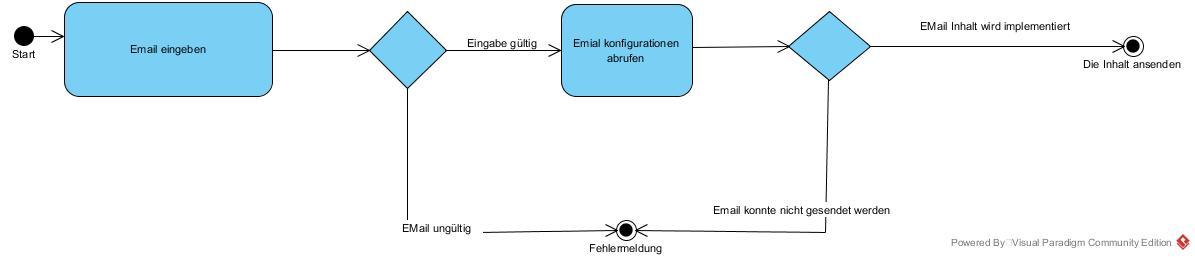 Start
Email eingeben
Eingabe gültig
Emial konfigurationen
abrufen
EMail Inhalt wird implementiert
Die Inhalt ansenden
EMail ungültig
Fehlermeldung
Email konnte nicht gesendet werden
Powered By Visual Paradigm Community Edition